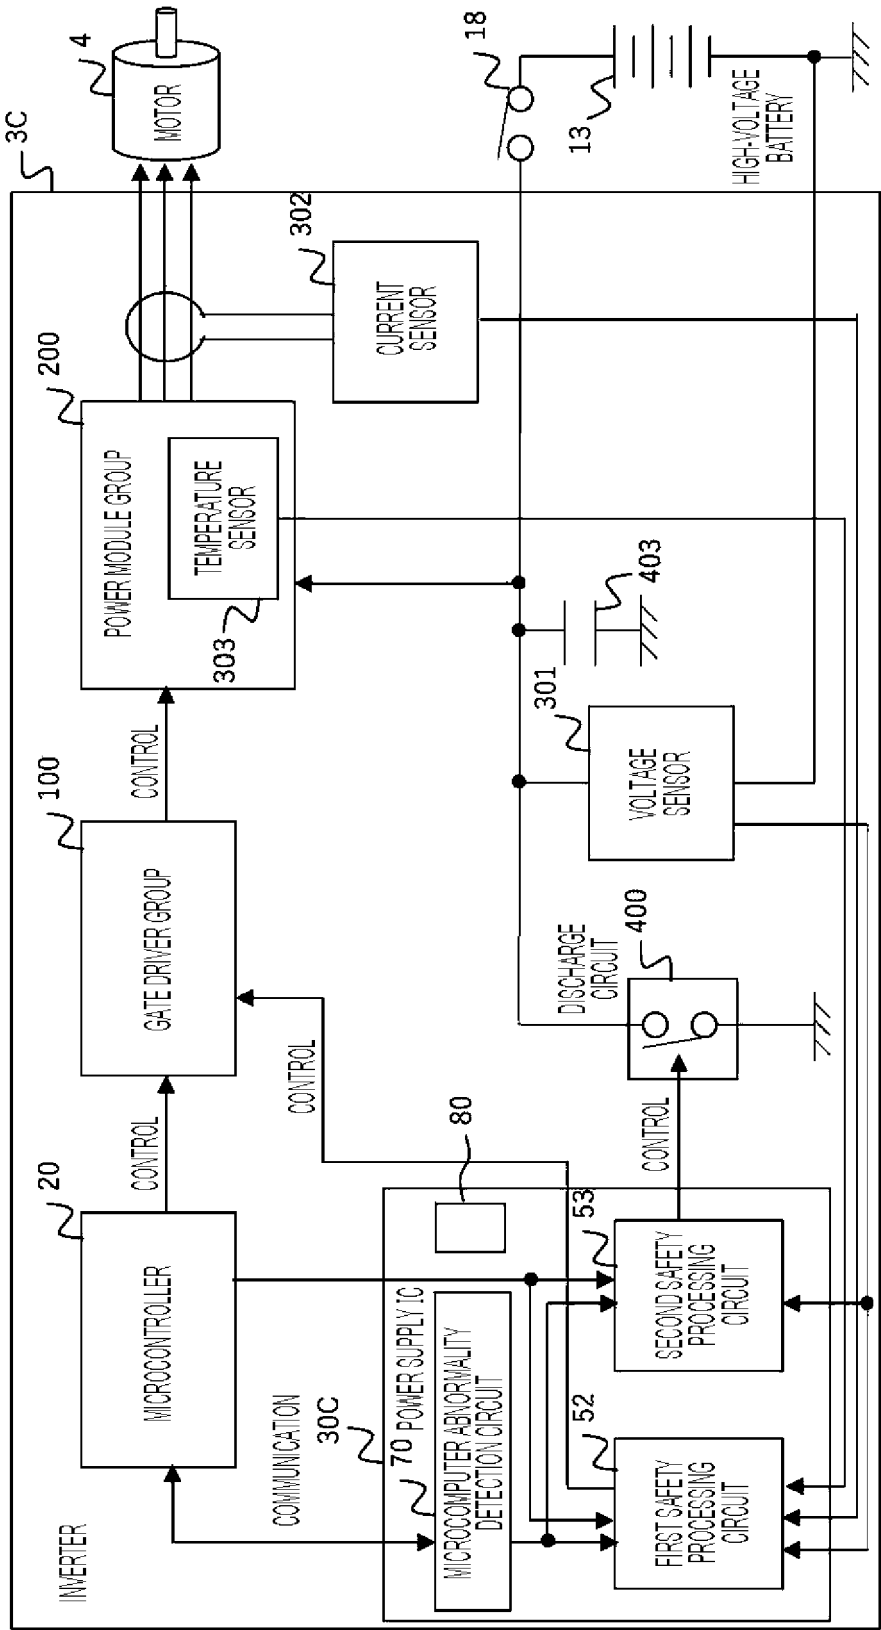 3C
INVERTER
MICROCONTROLLER
20
CONTROL
GATE DRIVER GROUP
100
CONTROL
POWER MODULE GROUP
200
TEMPERATURE
SENSOR
303
MOTOR
4
CURRENT
SENSOR
302
COMMUNICATION
30C
POWER SUPPLY IC
70
MICROCOMPUTER ABNORMALITY
DETECTION CIRCUIT
80
CONTROL
52
FIRST SAFETY
PROCESSING
CIRCUIT
53
SECOND SAFETY
PROCESSING
CIRCUIT
CONTROL
DISCHARGE
CIRCUIT
400
VOLTAGE
SENSOR
301
403
18
13
HIGH-VOLTAGE
BATTERY